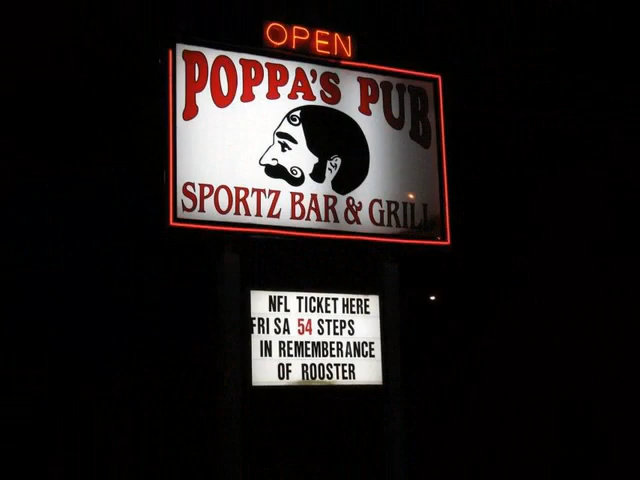 OPEN
POPPA'S PUB
SPORTZ BAR & GRILL
NFL TICKET HERE
FRI SA 54 STEPS
IN REMEMBERANCE
OF ROOSTER